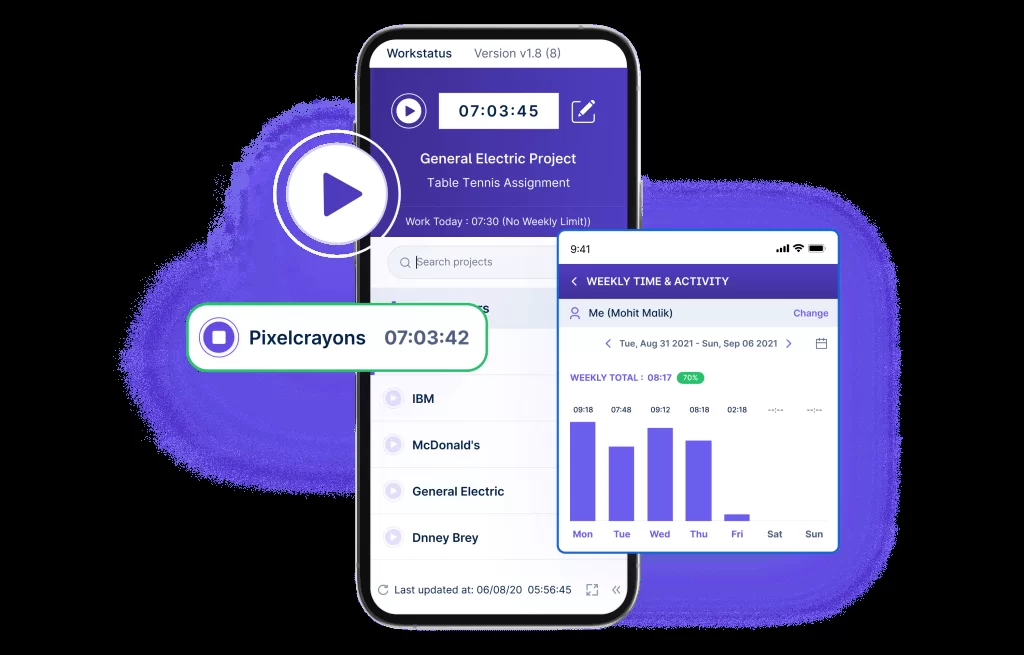 Workstatus Version v1.8 (8)
07:03:45
General Electric Project
Table Tennis Assignment
Work Today : 07:30 (No Weekly Limit))
Search projects
Pixelcrayons 07:03:42
IBM
McDonald's
General Electric
Dnney Brey
Last updated at: 06/08/20 05:56:45
9:41
WEEKLY TIME & ACTIVITY
Me (Mohit Malik) Change
Tue, Aug 31 2021 - Sun, Sep 06 2021
WEEKLY TOTAL : 08:17 70%
09:18 07:48 09:12 08:18 02:18 --:-- --:--
Mon Tue Wed Thu Fri Sat Sun